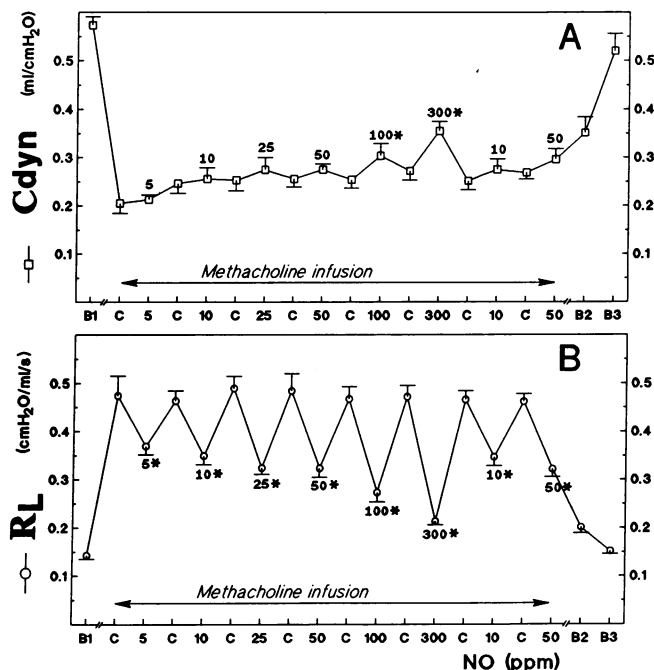 A
Cdyn (ml/cmH₂O)
0.5 0.5
0.4 0.4
0.3 0.3
0.2 0.2
0.1 0.1
5 10 25 50 100* 300* 10 50
Methacholine infusion
B1 C 5 C 10 C 25 C 50 C 100 C 300 C 10 C 50 B2 B3
B
R_L (cmH₂O/ml/s)
0.5 0.5
0.4 0.4
0.3 0.3
0.2 0.2
0.1 0.1
5* 10* 25* 50* 100* 300* 10* 50*
Methacholine infusion
B1 C 5 C 10 C 25 C 50 C 100 C 300 C 10 C 50 B2 B3
NO (ppm)